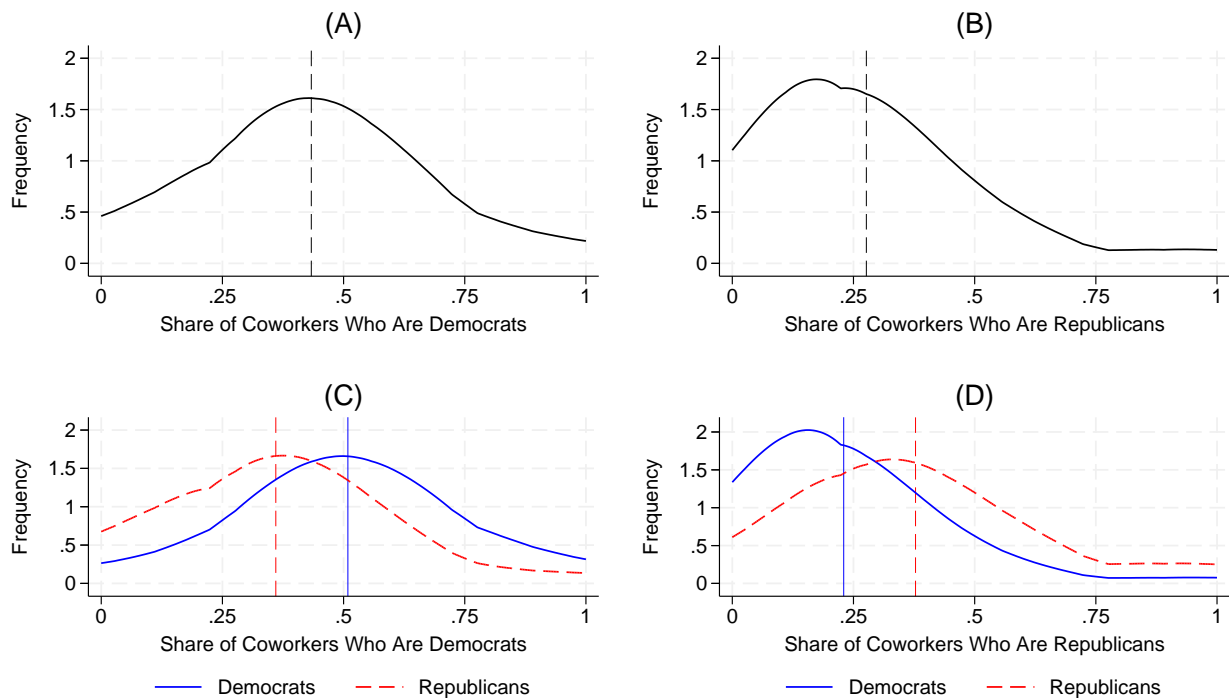 (A)
Frequency
2
1.5
1
.5
0
0 .25 .5 .75 1
Share of Coworkers Who Are Democrats
(B)
Frequency
2
1.5
1
.5
0
0 .25 .5 .75 1
Share of Coworkers Who Are Republicans
(C)
Frequency
2
1.5
1
.5
0
0 .25 .5 .75 1
Share of Coworkers Who Are Democrats
Democrats Republicans
(D)
Frequency
2
1.5
1
.5
0
0 .25 .5 .75 1
Share of Coworkers Who Are Republicans
Democrats Republicans